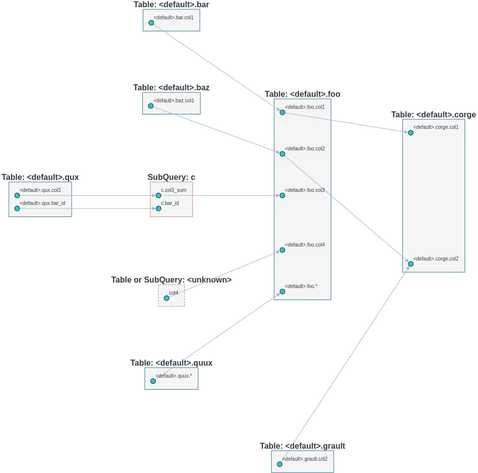 Table: <default>.bar
<default>.bar.col1
Table: <default>.baz
<default>.baz.col1
Table: <default>.foo
<default>.foo.col1
<default>.foo.col2
<default>.foo.col3
<default>.foo.col4
<default>.foo.*
Table: <default>.corge
<default>.corge.col1
<default>.corge.col2
Table: <default>.qux
<default>.qux.col3
<default>.qux.bar_id
SubQuery: c
c.col3_sum
c.bar_id
Table or SubQuery: <unknown>
col4
Table: <default>.quux
<default>.quux.*
Table: <default>.grault
<default>.grault.col2